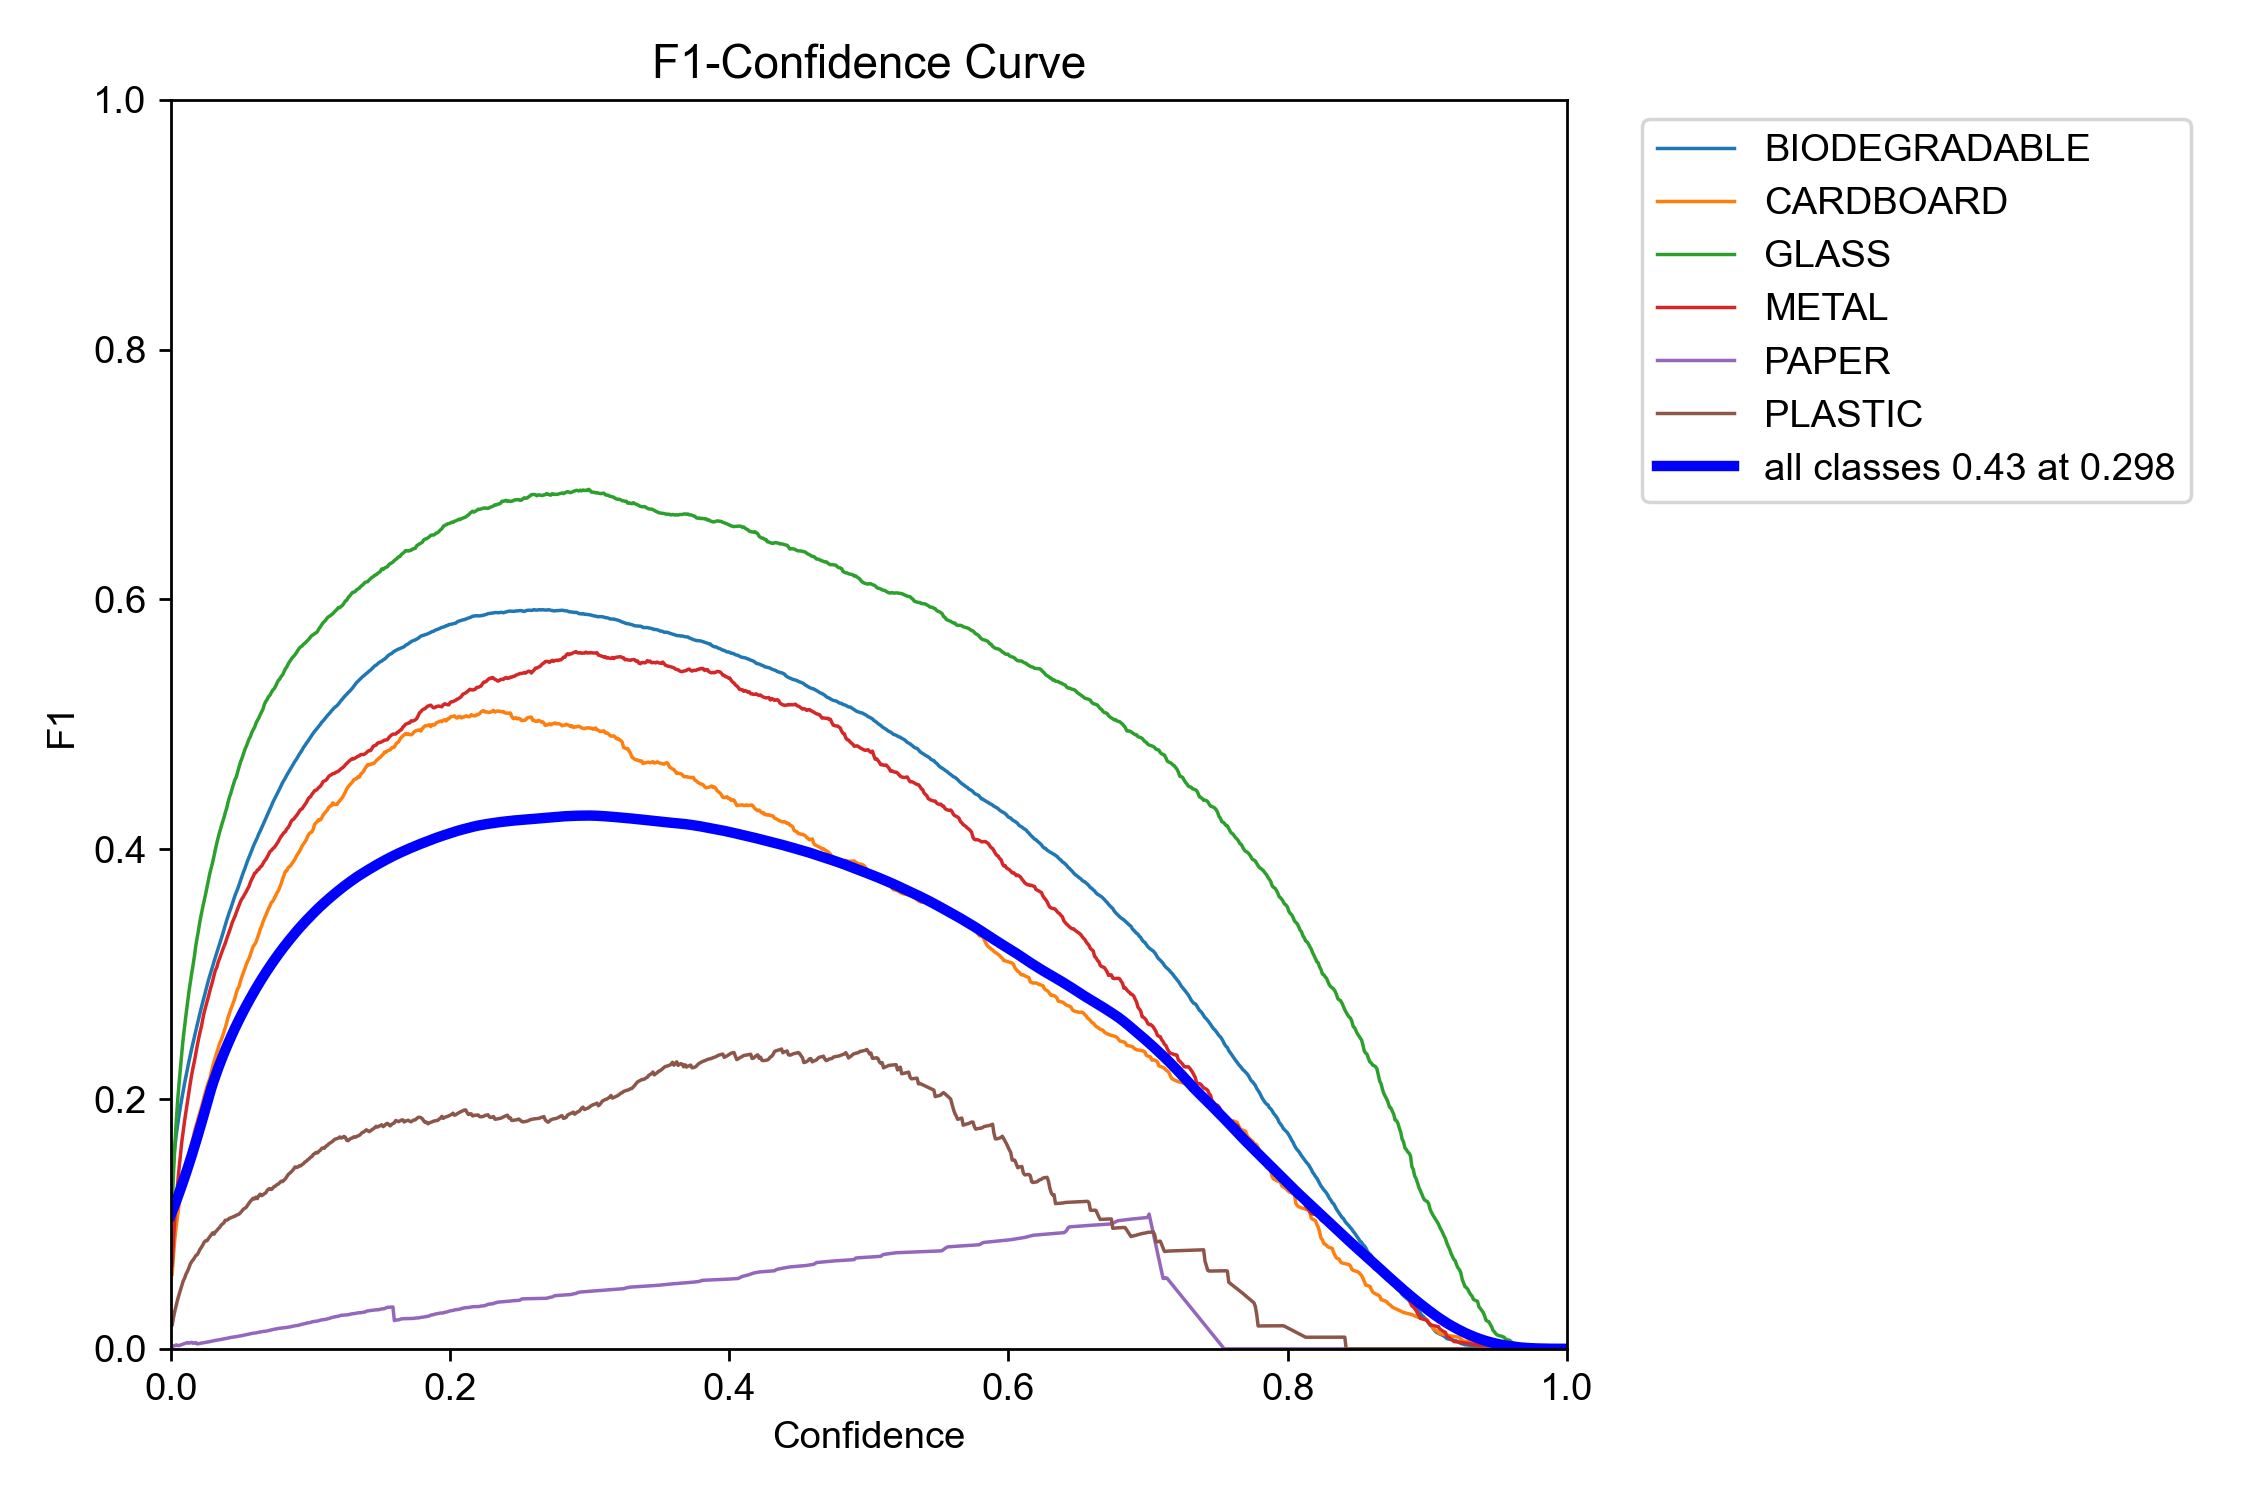 F1-Confidence Curve
1.0
0.8
0.6
0.4
0.2
0.0
F1
0.0 0.2 0.4 0.6 0.8 1.0
Confidence
BIODEGRADABLE
CARDBOARD
GLASS
METAL
PAPER
PLASTIC
all classes 0.43 at 0.298